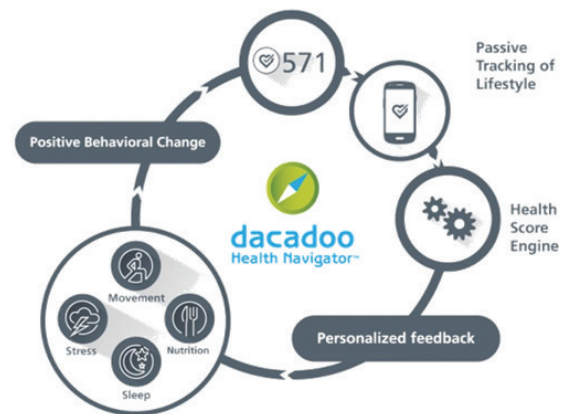 571
Passive
Tracking of
Lifestyle
Positive Behavioral Change
dacadoo
Health Navigator™
Health
Score
Engine
Movement
Stress
Nutrition
Sleep
Personalized feedback